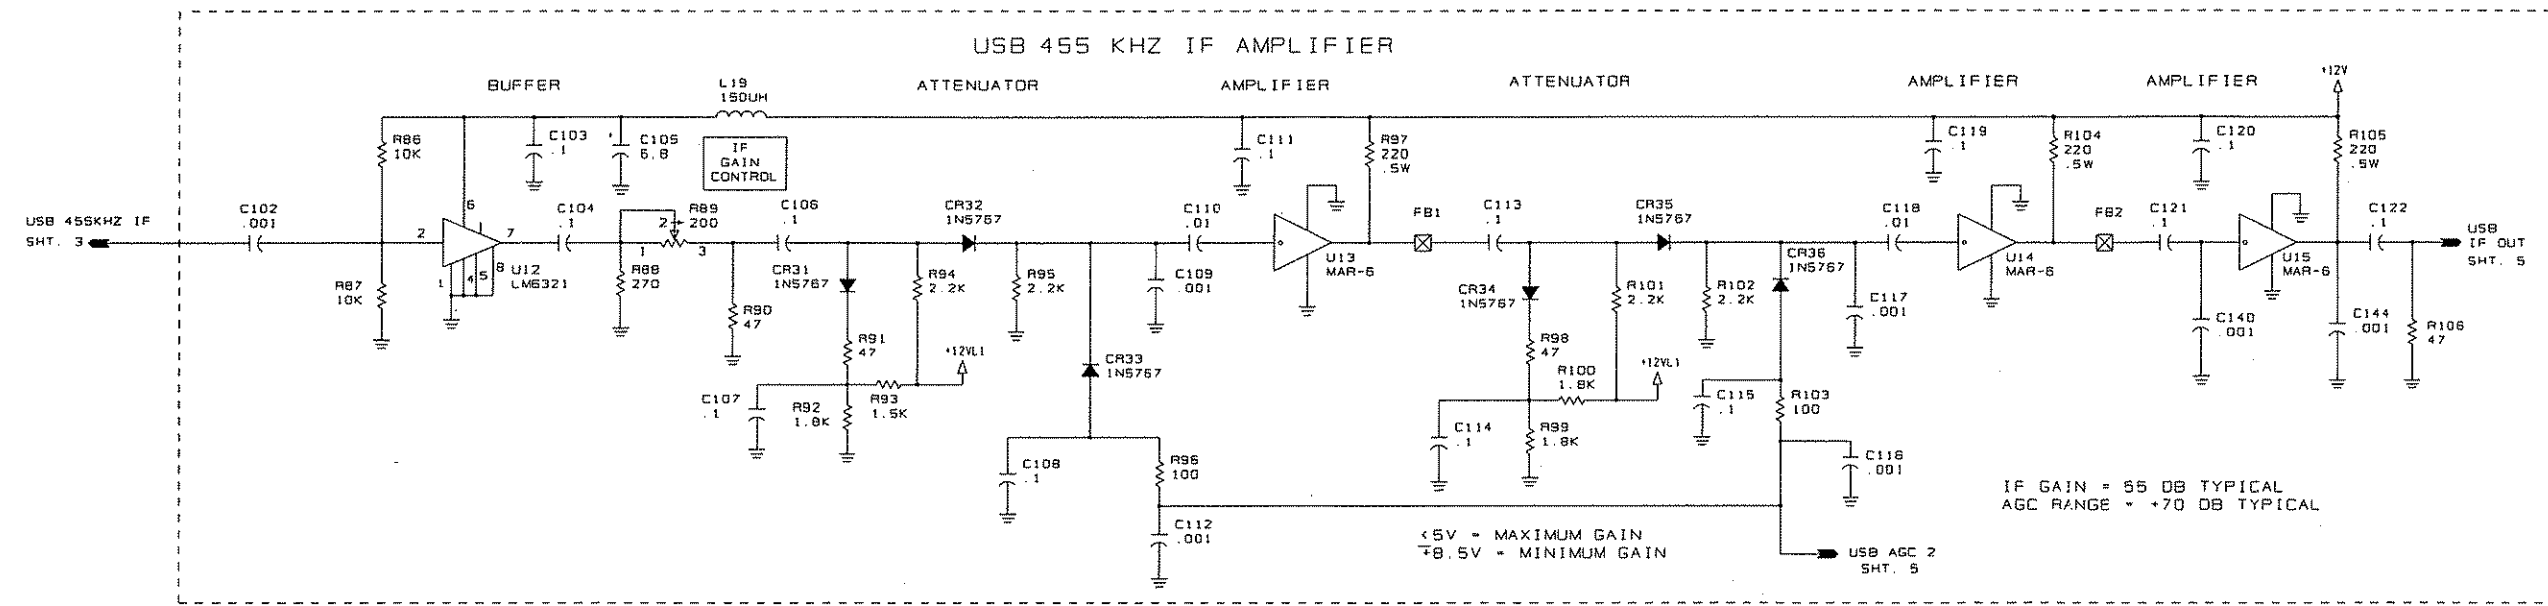 USB 455 KHZ IF AMPLIFIER
BUFFER
L19
150UH
ATTENUATOR
AMPLIFIER
ATTENUATOR
AMPLIFIER
AMPLIFIER
+12V
R86
10K
C103
.1
C105
6.8
IF
GAIN
CONTROL
C111
.1
R97
220
.5W
C119
.1
R104
220
.5W
C120
.1
R105
220
.5W
USB 455KHZ IF
SHT. 3
C102
.001
2
6
7
1
4
5
8
U12
LM6321
C104
.1
R89
200
2
1
3
C106
.1
CR32
1N5767
C110
.01
U13
MAR-6
FB1
C113
.1
CR35
1N5767
C118
.01
U14
MAR-6
FB2
C121
.1
U15
MAR-6
C122
.1
USB
IF OUT
SHT. 5
R87
10K
R88
270
R90
47
CR31
1N5767
R94
2.2K
R95
2.2K
C109
.001
CR34
1N5767
R101
2.2K
R102
2.2K
CR36
1N5767
C117
.001
C140
.001
C144
.001
R106
47
R91
47
+12VL1
CR33
1N5767
R98
47
R100
1.8K
+12VL1
C107
.1
R92
1.8K
R93
1.5K
C114
.1
R99
1.8K
C115
.1
R103
100
C108
.1
R96
100
C116
.001
C112
.001
IF GAIN = 55 DB TYPICAL
AGC RANGE = +70 DB TYPICAL
<5V = MAXIMUM GAIN
+8.5V = MINIMUM GAIN
USB AGC 2
SHT. 5